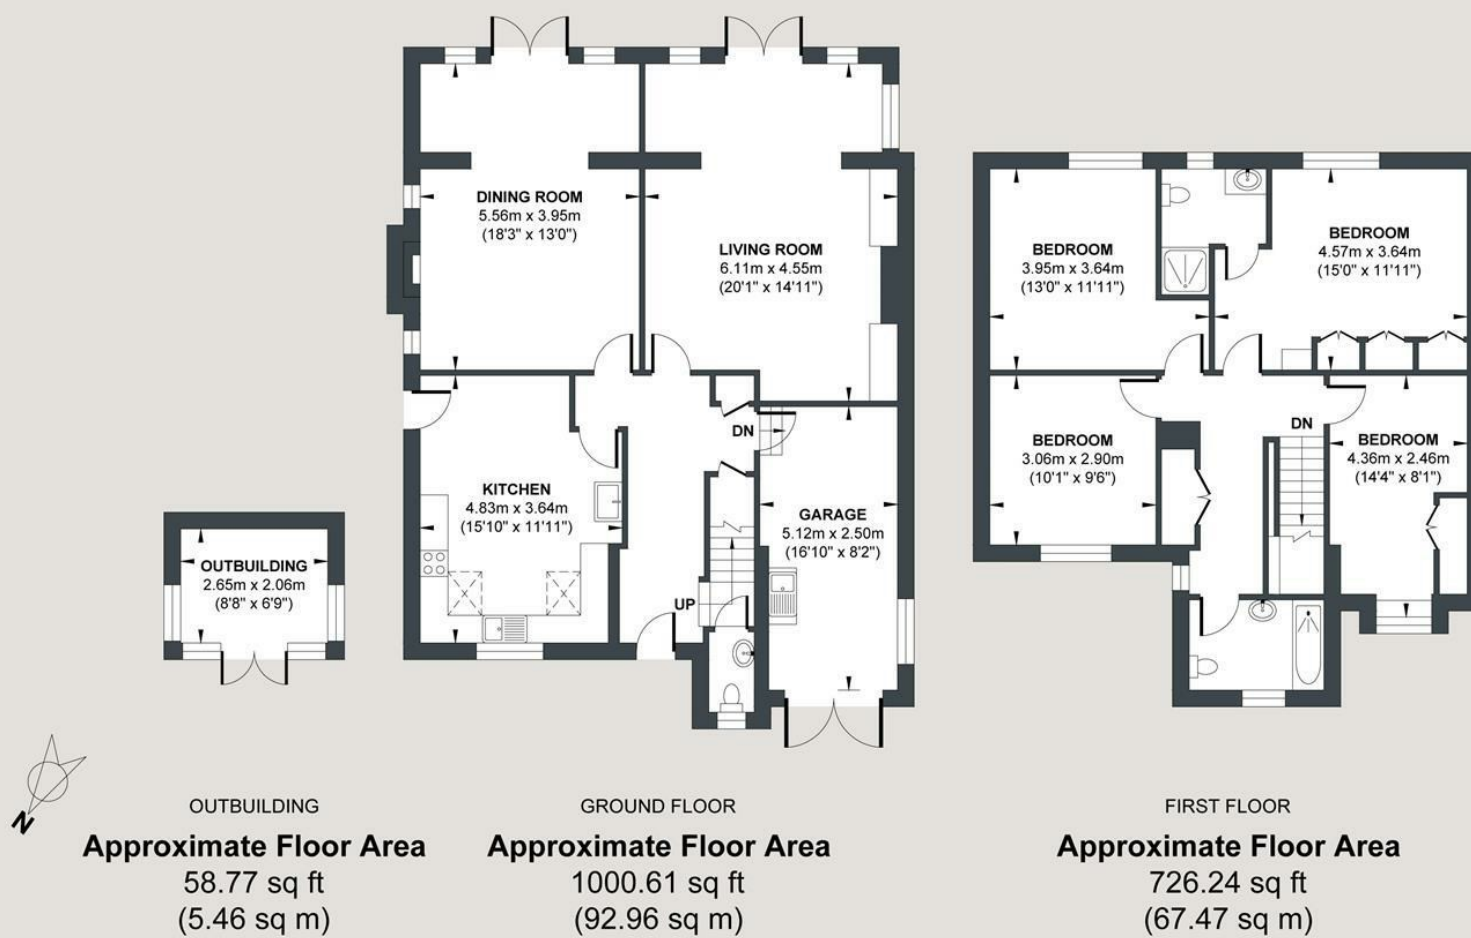 DINING ROOM
5.56m x 3.95m
(18'3" x 13'0")
LIVING ROOM
6.11m x 4.55m
(20'1" x 14'11")
KITCHEN
4.83m x 3.64m
(15'10" x 11'11")
DN
UP
GARAGE
5.12m x 2.50m
(16'10" x 8'2")
OUTBUILDING
2.65m x 2.06m
(8'8" x 6'9")
BEDROOM
3.95m x 3.64m
(13'0" x 11'11")
BEDROOM
4.57m x 3.64m
(15'0" x 11'11")
BEDROOM
3.06m x 2.90m
(10'1" x 9'6")
DN
BEDROOM
4.36m x 2.46m
(14'4" x 8'1")
N
OUTBUILDING
Approximate Floor Area
58.77 sq ft
(5.46 sq m)
GROUND FLOOR
Approximate Floor Area
1000.61 sq ft
(92.96 sq m)
FIRST FLOOR
Approximate Floor Area
726.24 sq ft
(67.47 sq m)